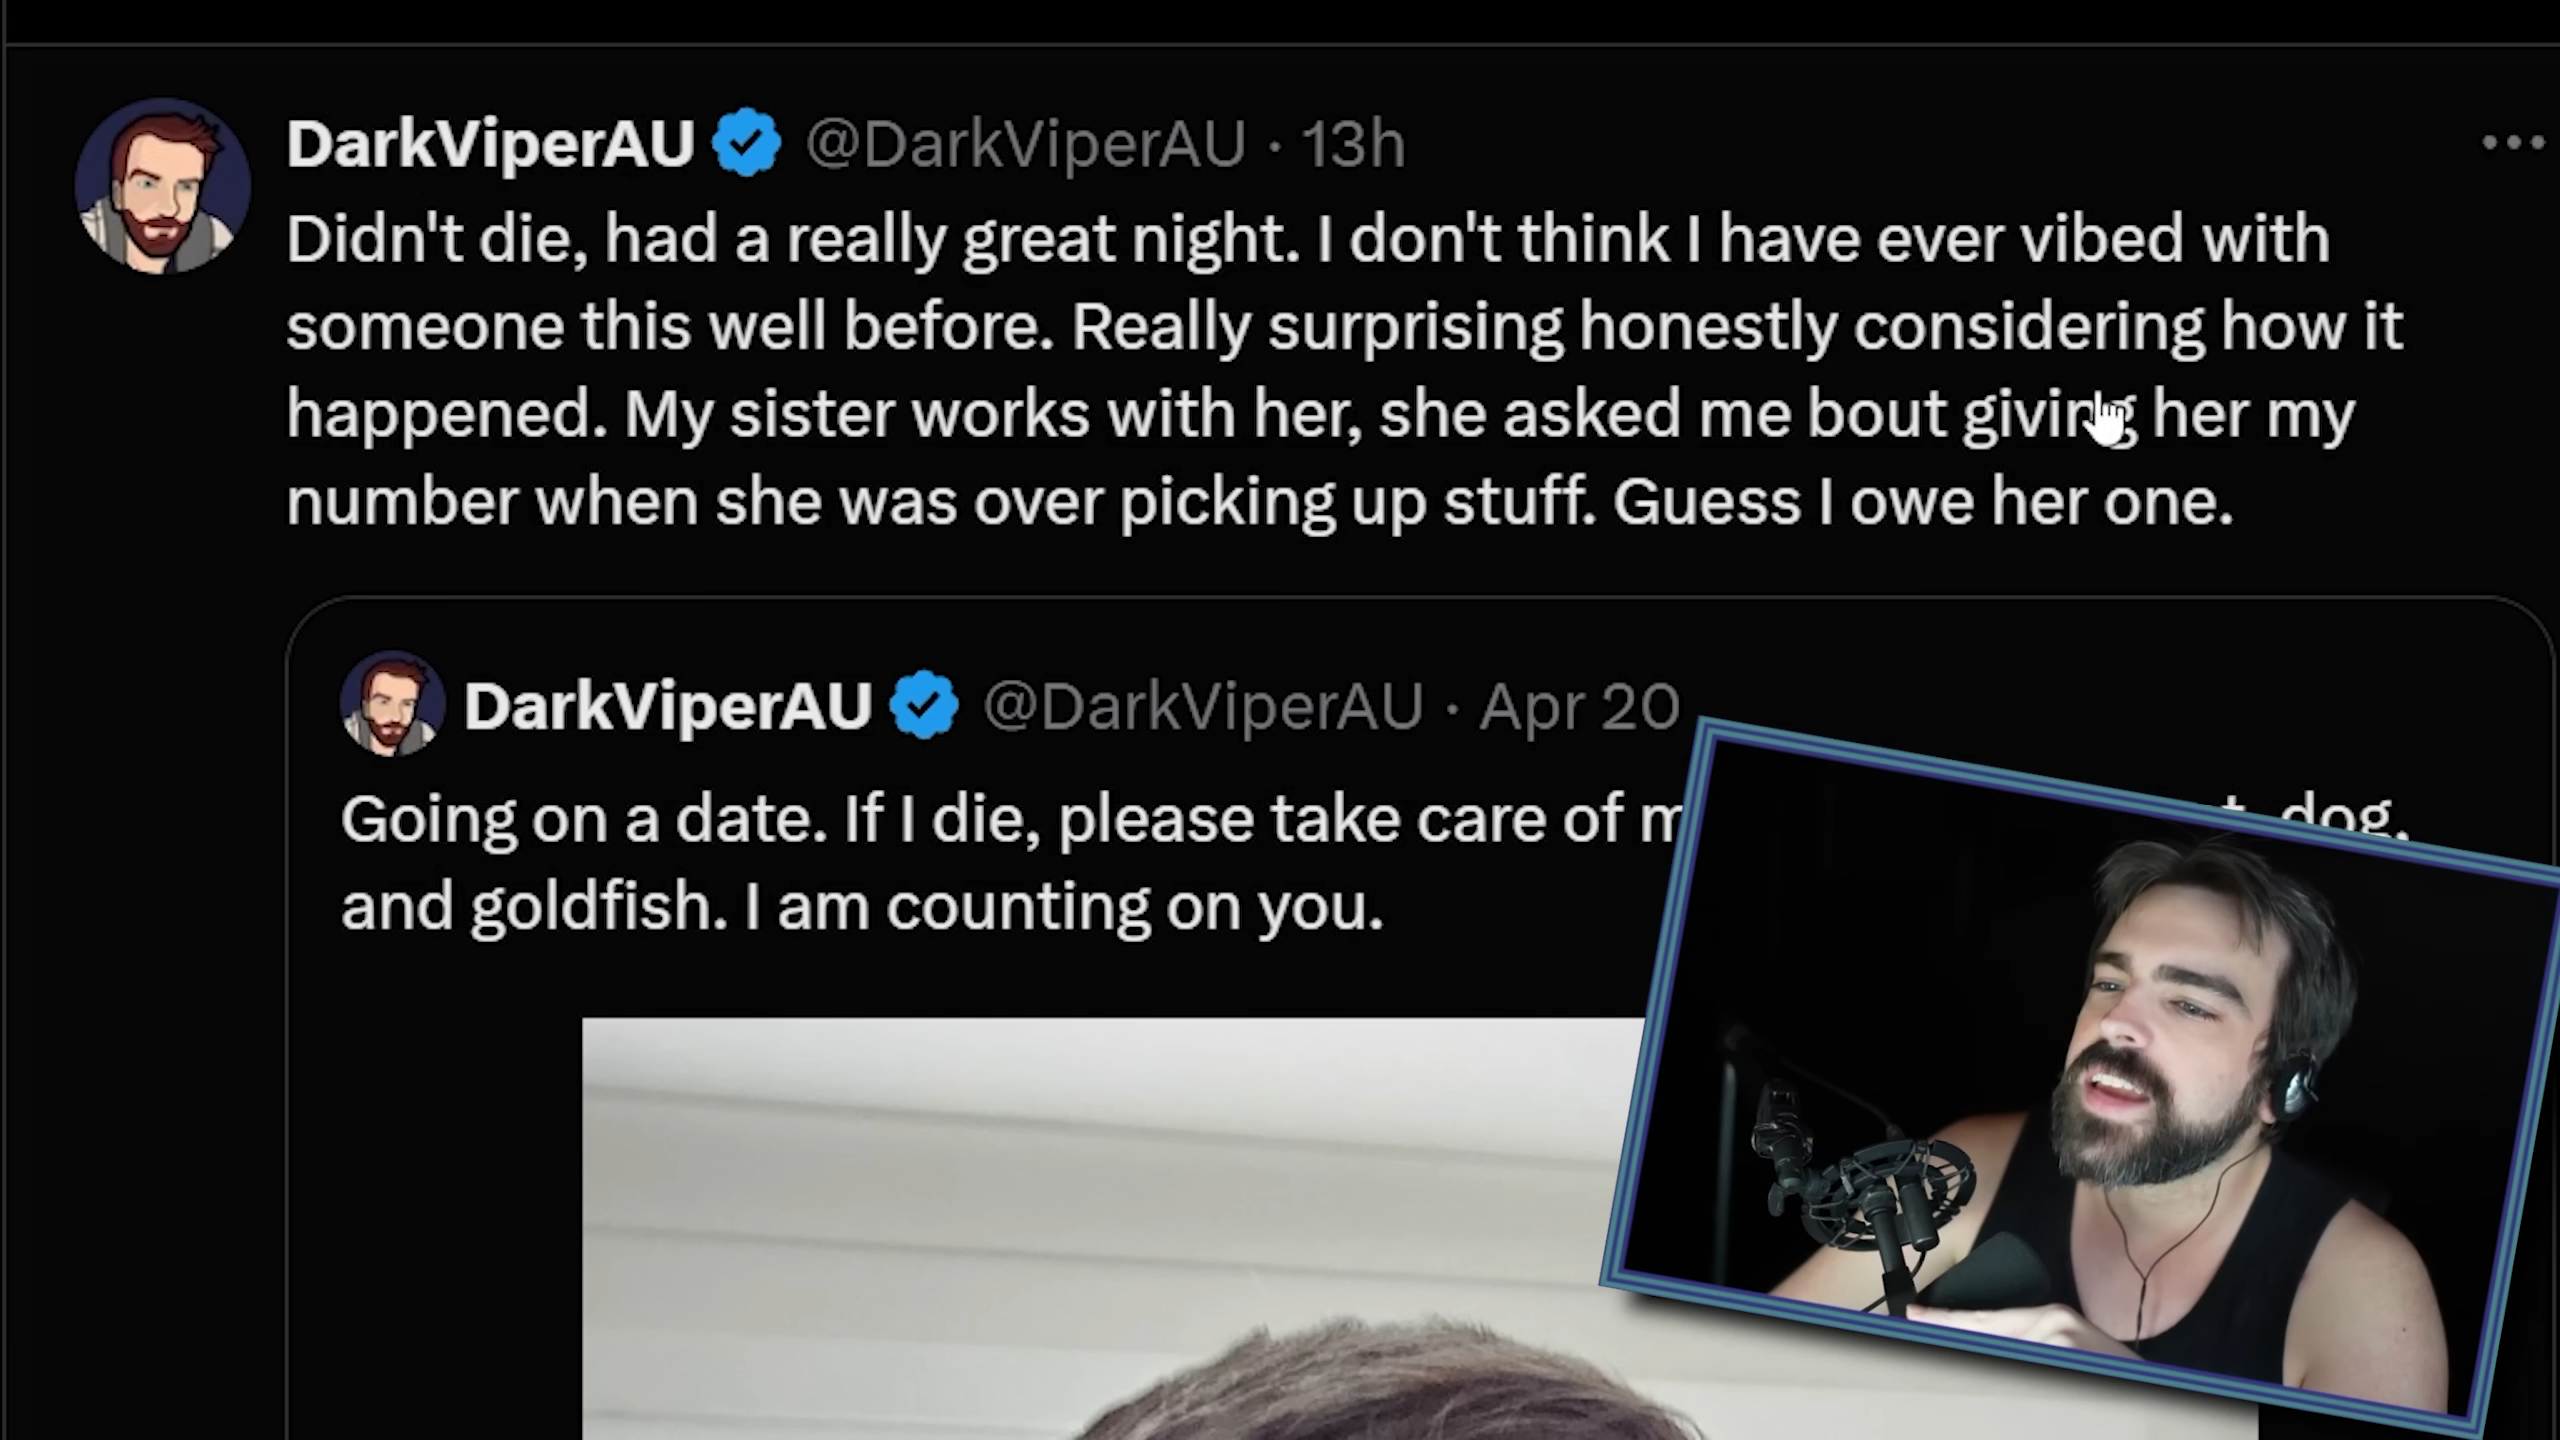 DarkViperAU @DarkViperAU · 13h
Didn't die, had a really great night. I don't think I have ever vibed with
someone this well before. Really surprising honestly considering how it
happened. My sister works with her, she asked me bout giving her my
number when she was over picking up stuff. Guess I owe her one.
DarkViperAU @DarkViperAU · Apr 20
Going on a date. If I die, please take care of dog,
and goldfish. I am counting on you.